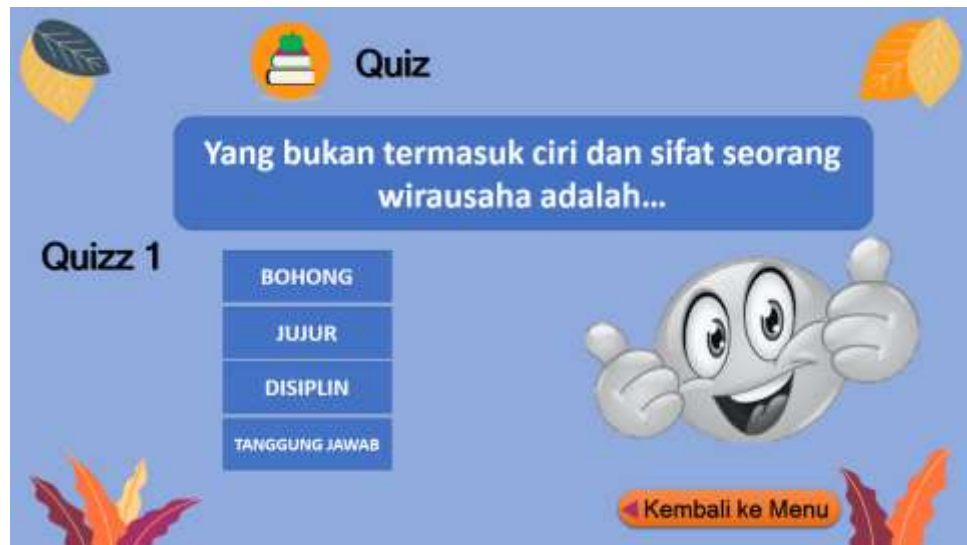 Quiz
Yang bukan termasuk ciri dan sifat seorang
wirausaha adalah...
Quizz 1
BOHONG
JUJUR
DISIPLIN
TANGGUNG JAWAB
Kembali ke Menu